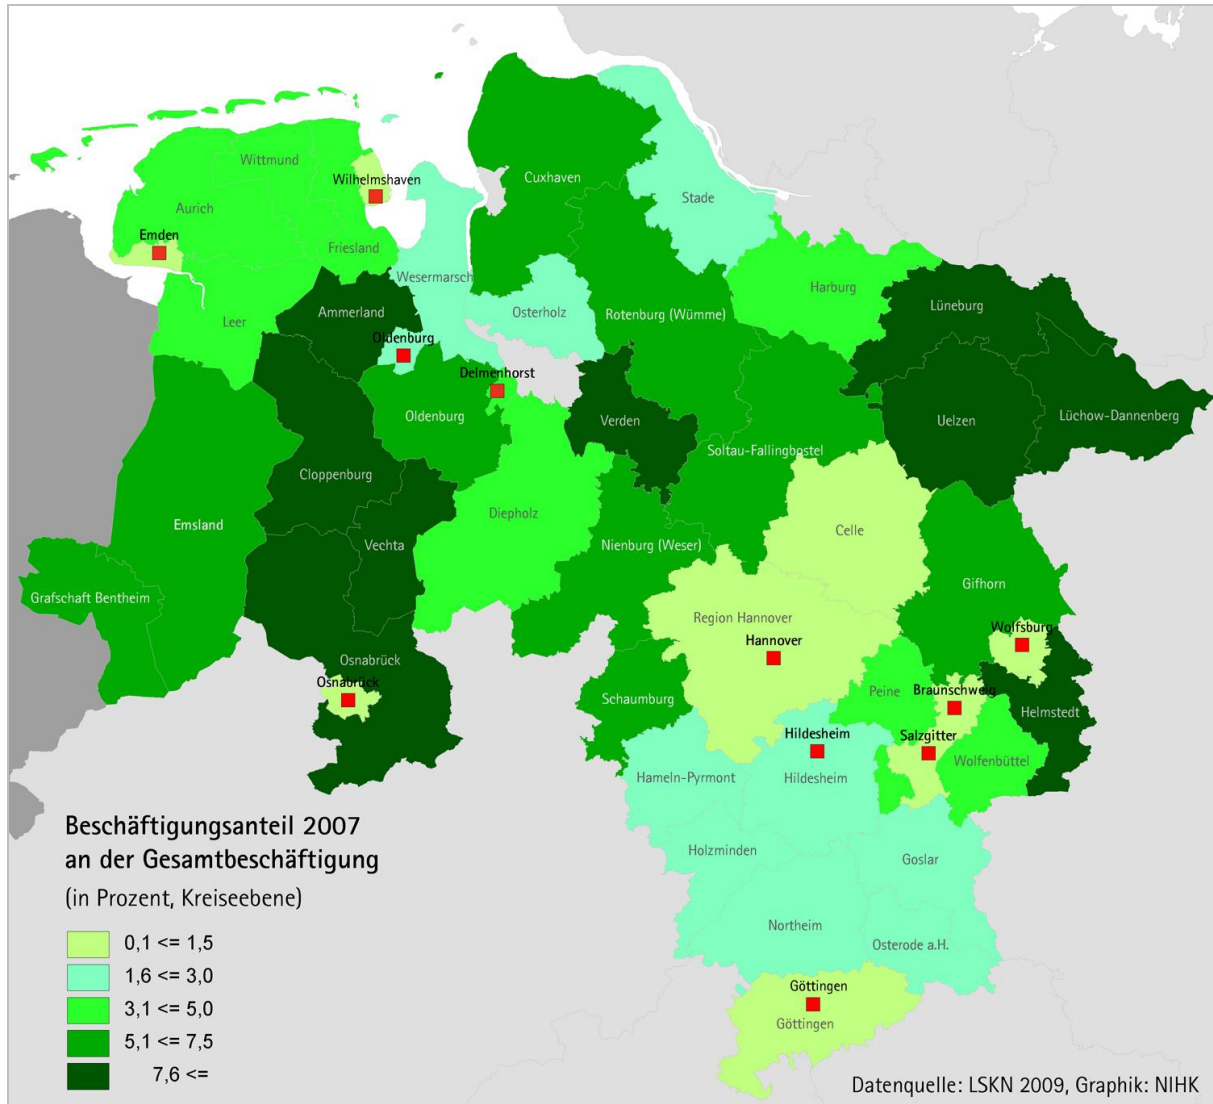 Wittmund
Wilhelmshaven
Cuxhaven
Stade
Aurich
Emden
Friesland
Wesermarsch
Harburg
Lüneburg
Ammerland
Osterholz
Rotenburg (Wümme)
Leer
Oldenburg
Delmenhorst
Oldenburg
Verden
Uelzen
Lüchow-Dannenberg
Soltau-Fallingbostel
Cloppenburg
Diepholz
Emsland
Celle
Vechta
Nienburg (Weser)
Gifhorn
Grafschaft Bentheim
Region Hannover
Wolfsburg
Hannover
Osnabrück
Osnabrück
Schaumburg
Peine
Braunschweig
Helmstedt
Hildesheim
Salzgitter
Wolfenbüttel
Hameln-Pyrmont
Hildesheim
Holzminden
Goslar
Northeim
Osterode a.H.
Göttingen
Göttingen
Beschäftigungsanteil 2007
an der Gesamtbeschäftigung
(in Prozent, Kreiseebene)
0,1 <= 1,5
1,6 <= 3,0
3,1 <= 5,0
5,1 <= 7,5
7,6 <=
Datenquelle: LSKN 2009, Graphik: NIHK